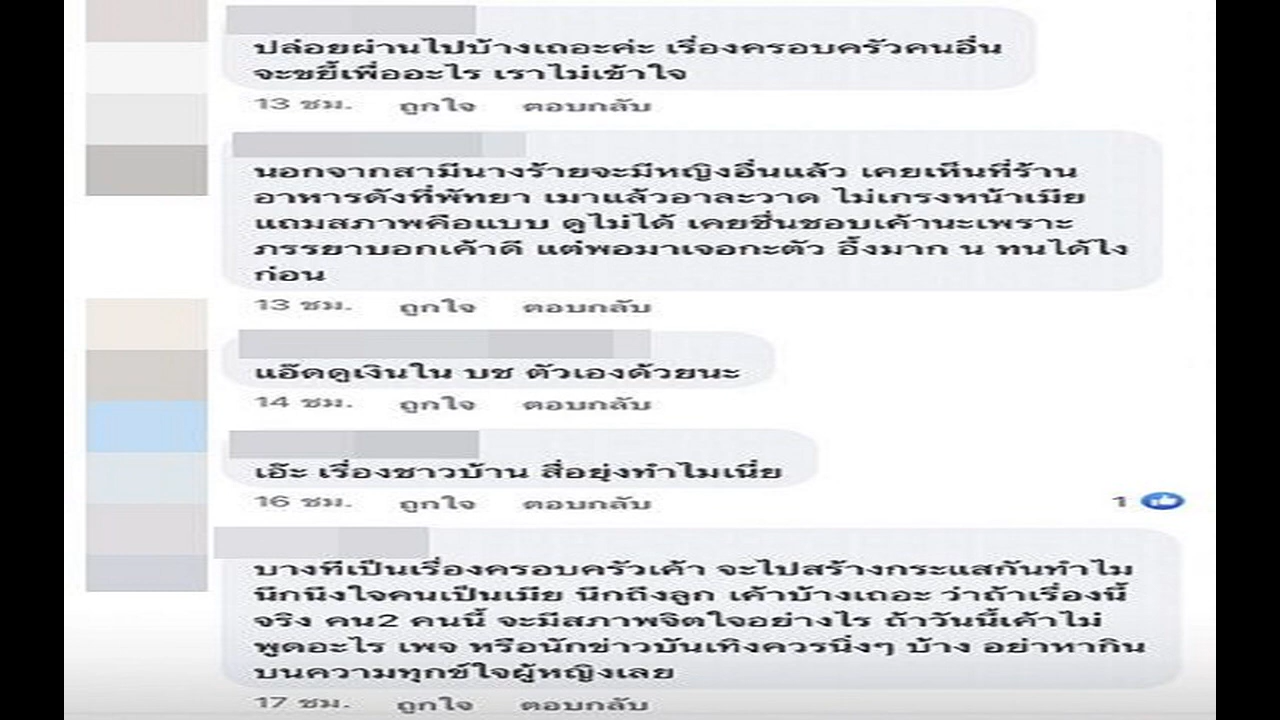 ปล่อยผ่านไปบ้างเถอะค่ะ เรื่องครอบครัวคนอื่น
จะขยี้เพื่ออะไร เราไม่เข้าใจ
13 ชม. ถูกใจ ตอบกลับ
นอกจากสามีนางร้ายจะมีหญิงอื่นแล้ว เคยเห็นที่ร้าน
อาหารดังที่พัทยา เมาแล้วอาละวาด ไม่เกรงหน้าเมีย
แถมสภาพคือแบบ ดูไม่ได้ เคยชื่นชอบเค้านะเพราะ
ภรรยาบอกเค้าดี แต่พอมาเจอกะตัว อึ้งมาก น ทนได้ไง
ก่อน
13 ชม. ถูกใจ ตอบกลับ
แอ๊ดดูเงินใน บช ตัวเองด้วยนะ
14 ชม. ถูกใจ ตอบกลับ
เอ๊ะ เรื่องชาวบ้าน สื่อยุ่งทำไมเนี่ย
16 ชม. ถูกใจ ตอบกลับ 1
บางทีเป็นเรื่องครอบครัวเค้า จะไปสร้างกระแสกันทำไม
นึกนึงใจคนเป็นเมีย นึกถึงลูก เค้าบ้างเถอะ ว่าถ้าเรื่องนี้
จริง คน2 คนนี้ จะมีสภาพจิตใจอย่างไร ถ้าวันนี้เค้าไม่
พูดอะไร เพจ หรือนักข่าวบันเทิงควรนิ่งๆ บ้าง อย่าหากิน
บนความทุกข์ใจผู้หญิงเลย
17 ชม. ถูกใจ ตอบกลับ